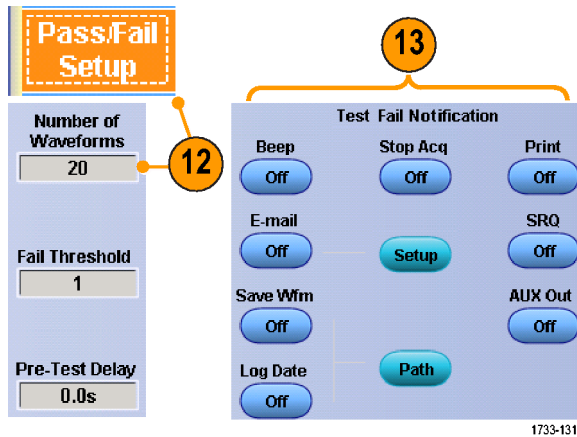 Pass/Fail
Setup
13
Number of
Waveforms
20
12
Fail Threshold
1
Pre-Test Delay
0.0s
Test Fail Notification
Beep
Stop Acq
Print
Off
Off
Off
E-mail
SRQ
Off
Setup
Off
Save Wfm
AUX Out
Off
Off
Log Date
Path
Off
1733-131